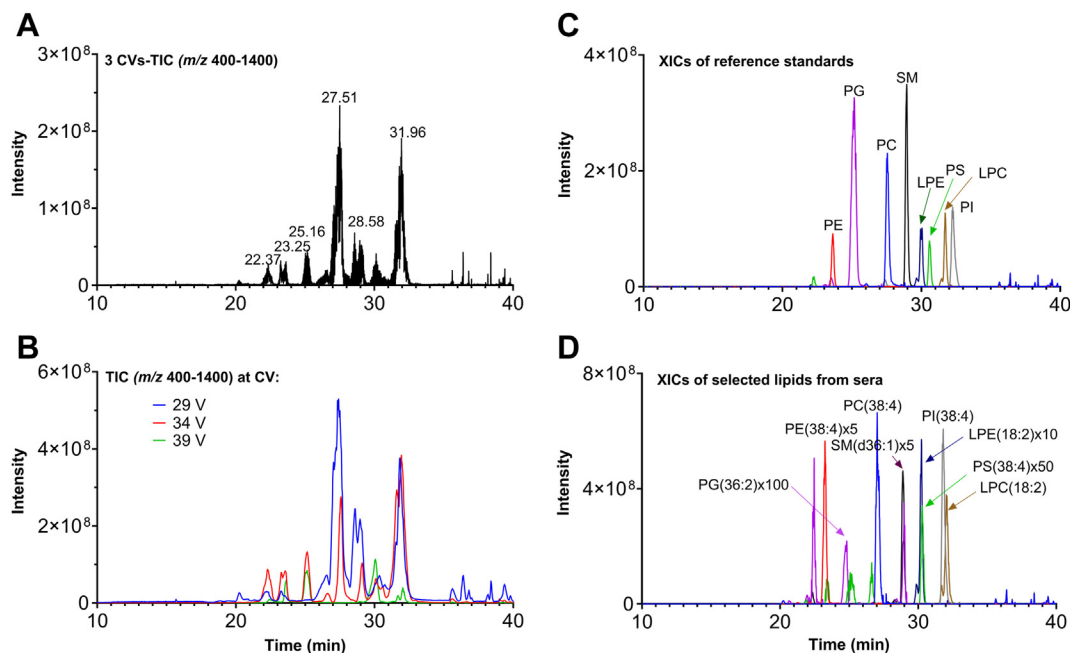 A
3 CVs-TIC (m/z 400-1400)
Intensity
3×10⁸
2×10⁸
1×10⁸
0
27.51
31.96
28.58
25.16
23.25
22.37
10
20
30
40
B
TIC (m/z 400-1400) at CV:
29 V
34 V
39 V
Intensity
6×10⁸
4×10⁸
2×10⁸
0
10
20
30
40
Time (min)
C
XICs of reference standards
Intensity
4×10⁸
2×10⁸
0
SM
PG
PC
PS
LPE
LPC
PI
PE
10
20
30
40
D
XICs of selected lipids from sera
Intensity
8×10⁸
4×10⁸
0
PC(38:4)
PI(38:4)
PE(38:4)x5
LPE(18:2)x10
SM(d36:1)x5
PS(38:4)x50
PG(36:2)x100
LPC(18:2)
10
20
30
40
Time (min)